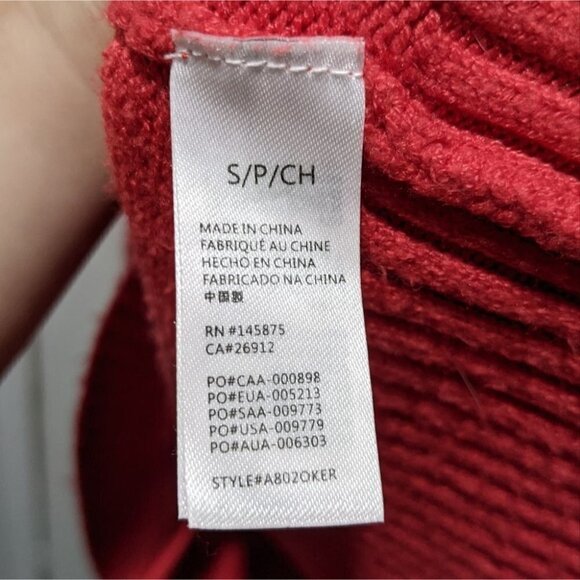 S/P/CH
MADE IN CHINA
FABRIQUÉ AU CHINE
HECHO EN CHINA
FABRICADO NA CHINA
中国製
RN #145875
CA#26912
PO#CAA-000898
PO#EUA-005213
PO#SAA-009773
PO#USA-009779
PO#AUA-006303
STYLE#A802OKER